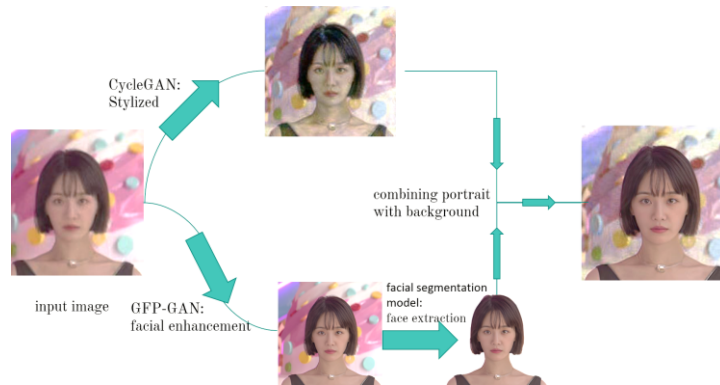 CycleGAN:
Stylized
combining portrait
with background
input image
GFP-GAN:
facial enhancement
facial segmentation
model:
face extraction